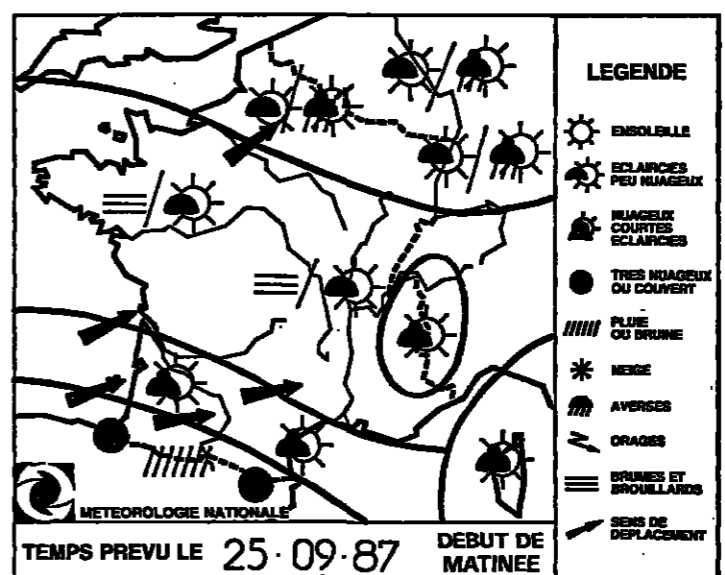 METEOROLOGIE NATIONALE
TEMPS PREVU LE 25·09·87 DEBUT DE
MATINEE
LEGENDE
ENSOLEILLE
ECLAIRCIES
PEU NUAGEUX
NUAGEUX
COURTES
ECLAIRCIES
TRES NUAGEUX
OU COUVERT
PLUIE
OU BRUINE
NEIGE
AVERSES
ORAGES
BRUMES ET
BROUILLARDS
SENS DE
DEPLACEMENT